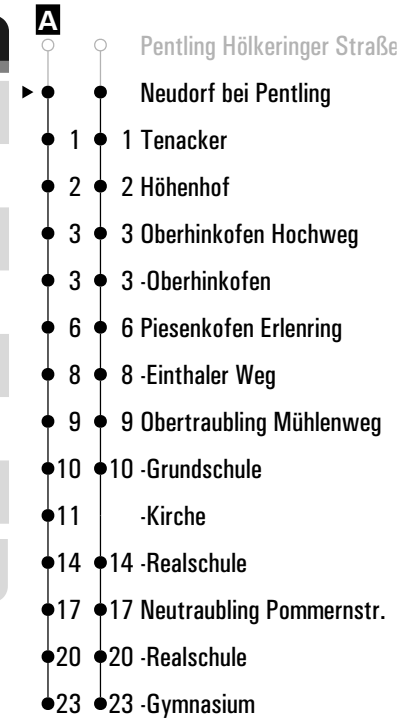 A
Pentling Hölkeringer Straße
Neudorf bei Pentling
1 1 Tenacker
2 2 Höhenhof
3 3 Oberhinkofen Hochweg
3 3 -Oberhinkofen
6 6 Piesenkofen Erlenring
8 8 -Einthaler Weg
9 9 Obertraubling Mühlenweg
10 10 -Grundschule
11 -Kirche
14 14 -Realschule
17 17 Neutraubling Pommernstr.
20 20 -Realschule
23 23 -Gymnasium